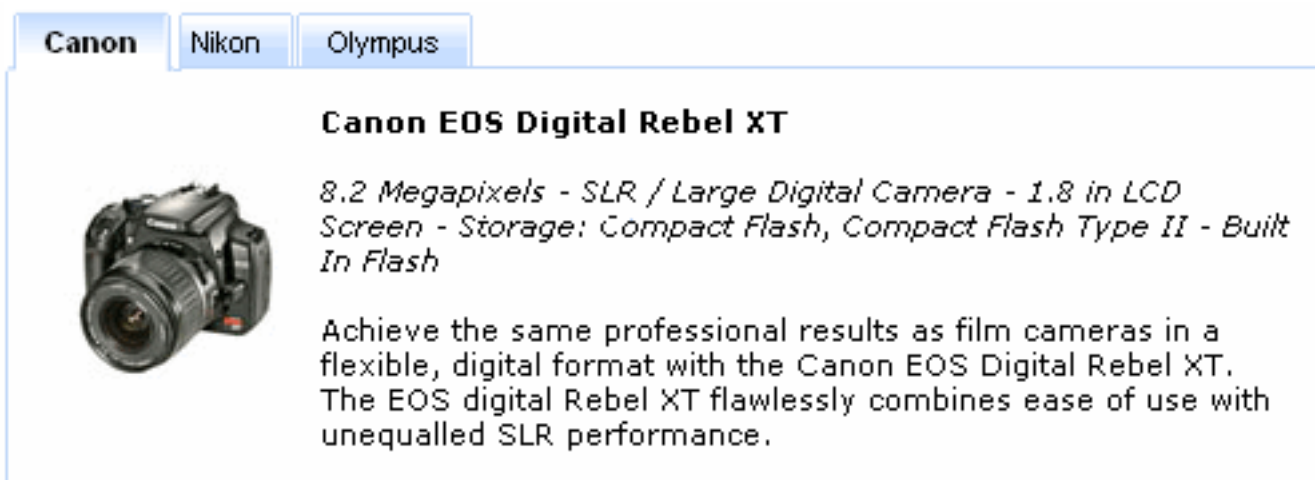 Canon Nikon Olympus
Canon EOS Digital Rebel XT
8.2 Megapixels - SLR / Large Digital Camera - 1.8 in LCD
Screen - Storage: Compact Flash, Compact Flash Type II - Built
In Flash
Achieve the same professional results as film cameras in a
flexible, digital format with the Canon EOS Digital Rebel XT.
The EOS digital Rebel XT flawlessly combines ease of use with
unequalled SLR performance.